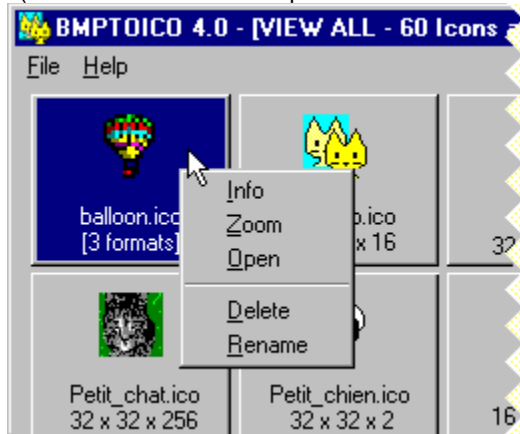 BMPTOICO 4.0 - [VIEW ALL - 60 Icons
File Help
balloon.ico
[3 formats]
.ico
x 16
32
Info
Zoom
Open
Delete
Rename
Petit_chat.ico
32 x 32 x 256
Petit_chien.ico
32 x 32 x 2
16